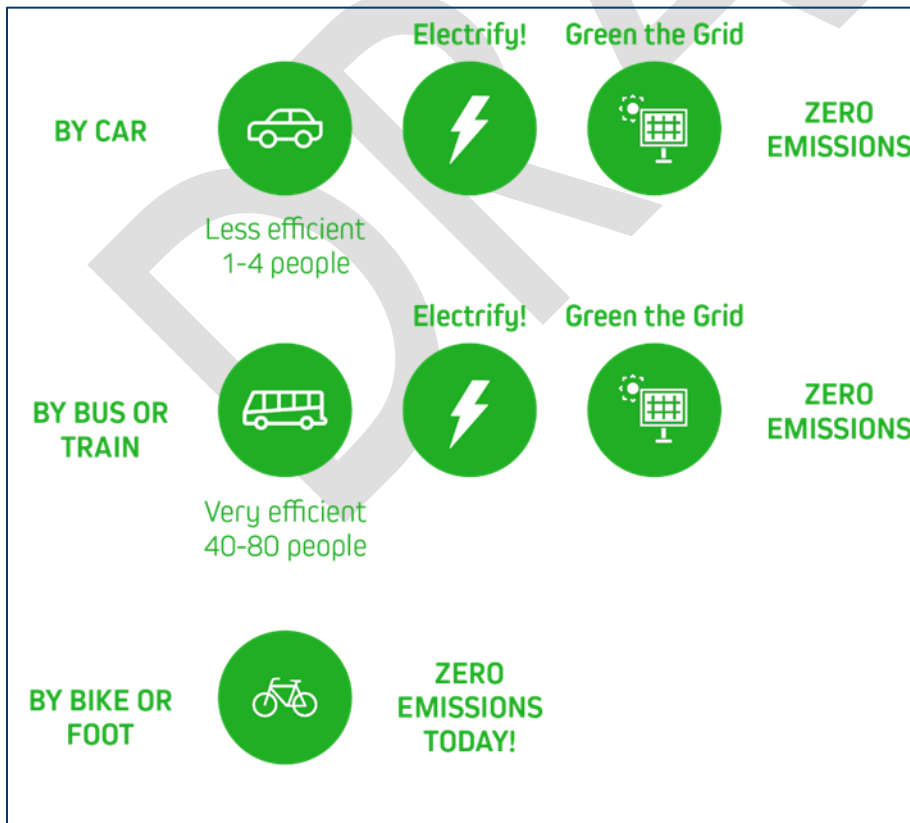 Electrify!
Green the Grid
BY CAR
ZERO
EMISSIONS
Less efficient
1-4 people
Electrify!
Green the Grid
BY BUS OR
TRAIN
ZERO
EMISSIONS
Very efficient
40-80 people
BY BIKE OR
FOOT
ZERO
EMISSIONS
TODAY!